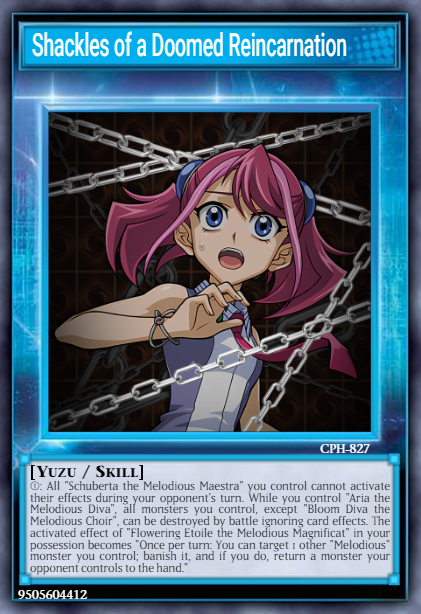 Shackles of a Doomed Reincarnation
CPH-827
[Yuzu / Skill]
①: All "Schuberta the Melodious Maestra" you control cannot activate
their effects during your opponent's turn. While you control "Aria the
Melodious Diva", all monsters you control, except "Bloom Diva the
Melodious Choir", can be destroyed by battle ignoring card effects. The
activated effect of "Flowering Etoile the Melodious Magnificat" in your
possession becomes "Once per turn: You can target 1 other "Melodious"
monster you control; banish it, and if you do, return a monster your
opponent controls to the hand."
9505604412